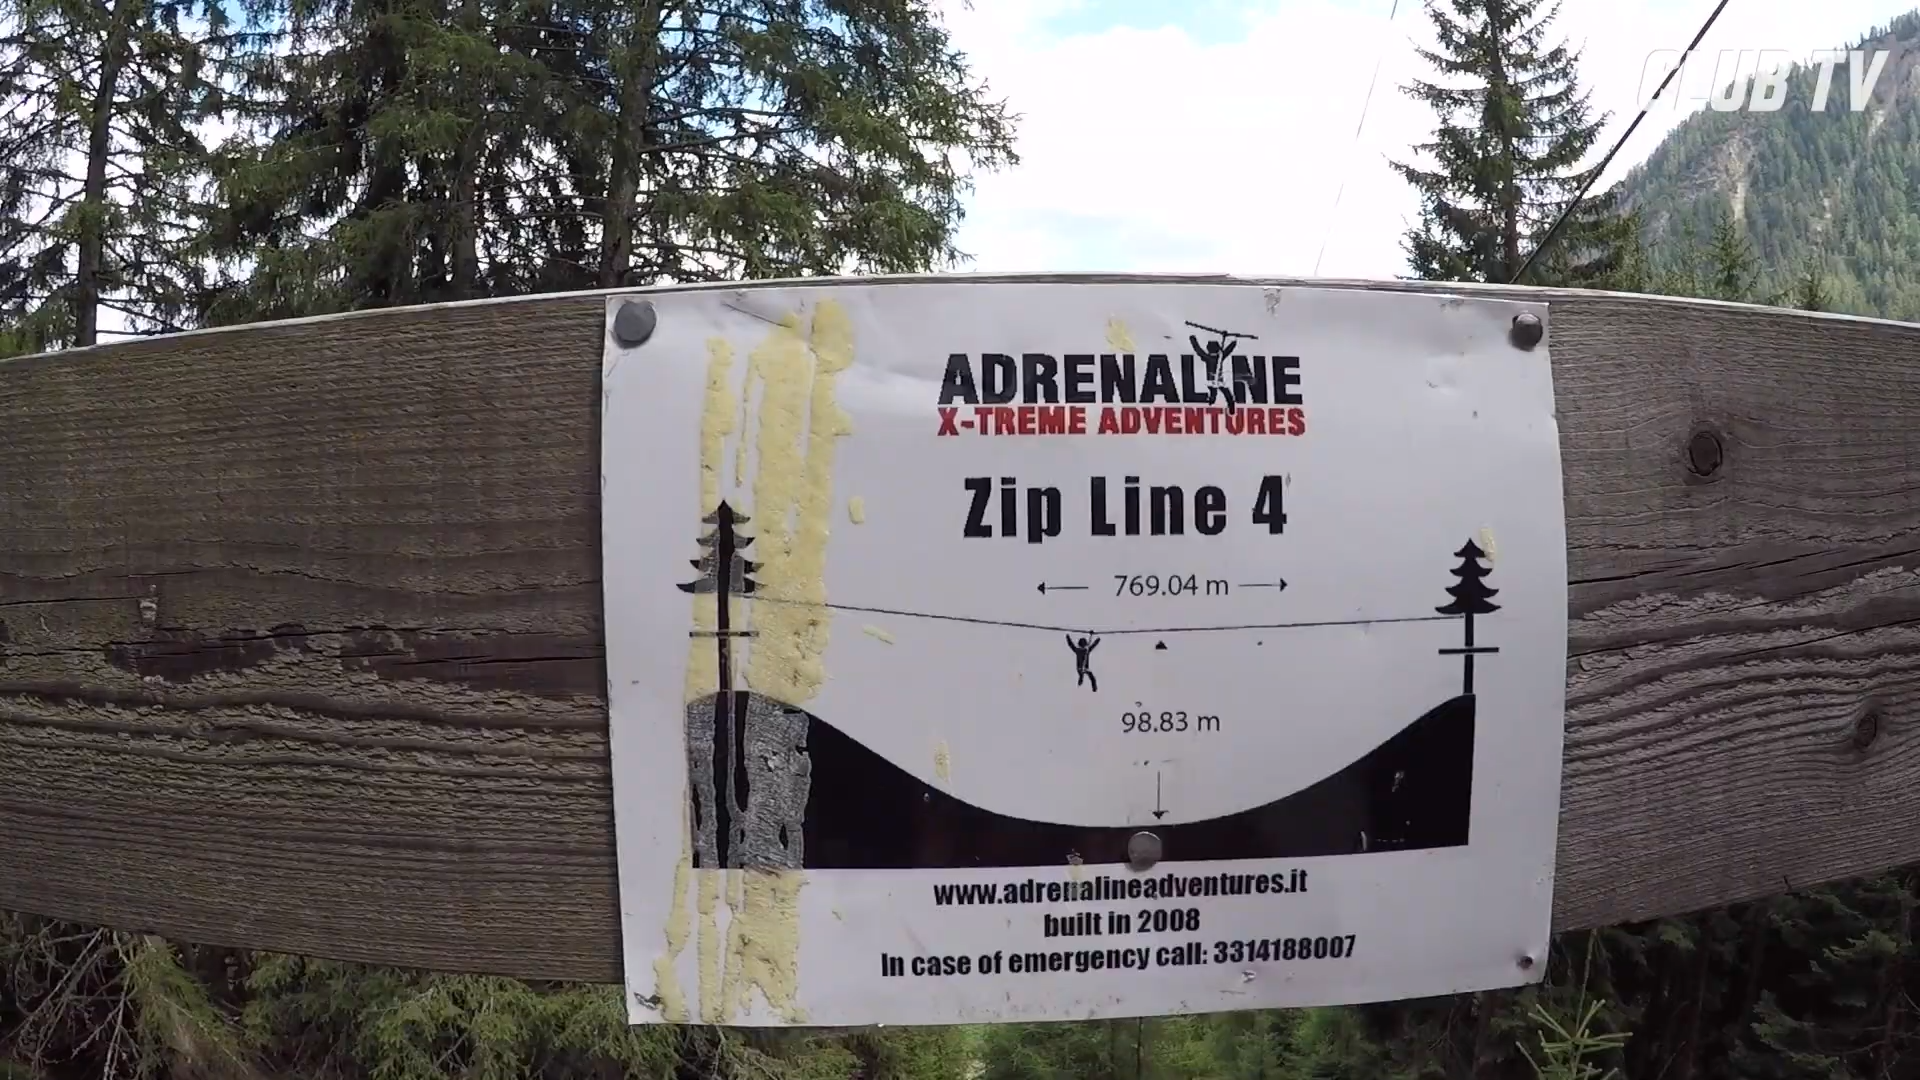 CLUB TV
ADRENALINE
X-TREME ADVENTURES
Zip Line 4
769.04 m
98.83 m
www.adrenalineadventures.it
built in 2008
In case of emergency call: 3314188007